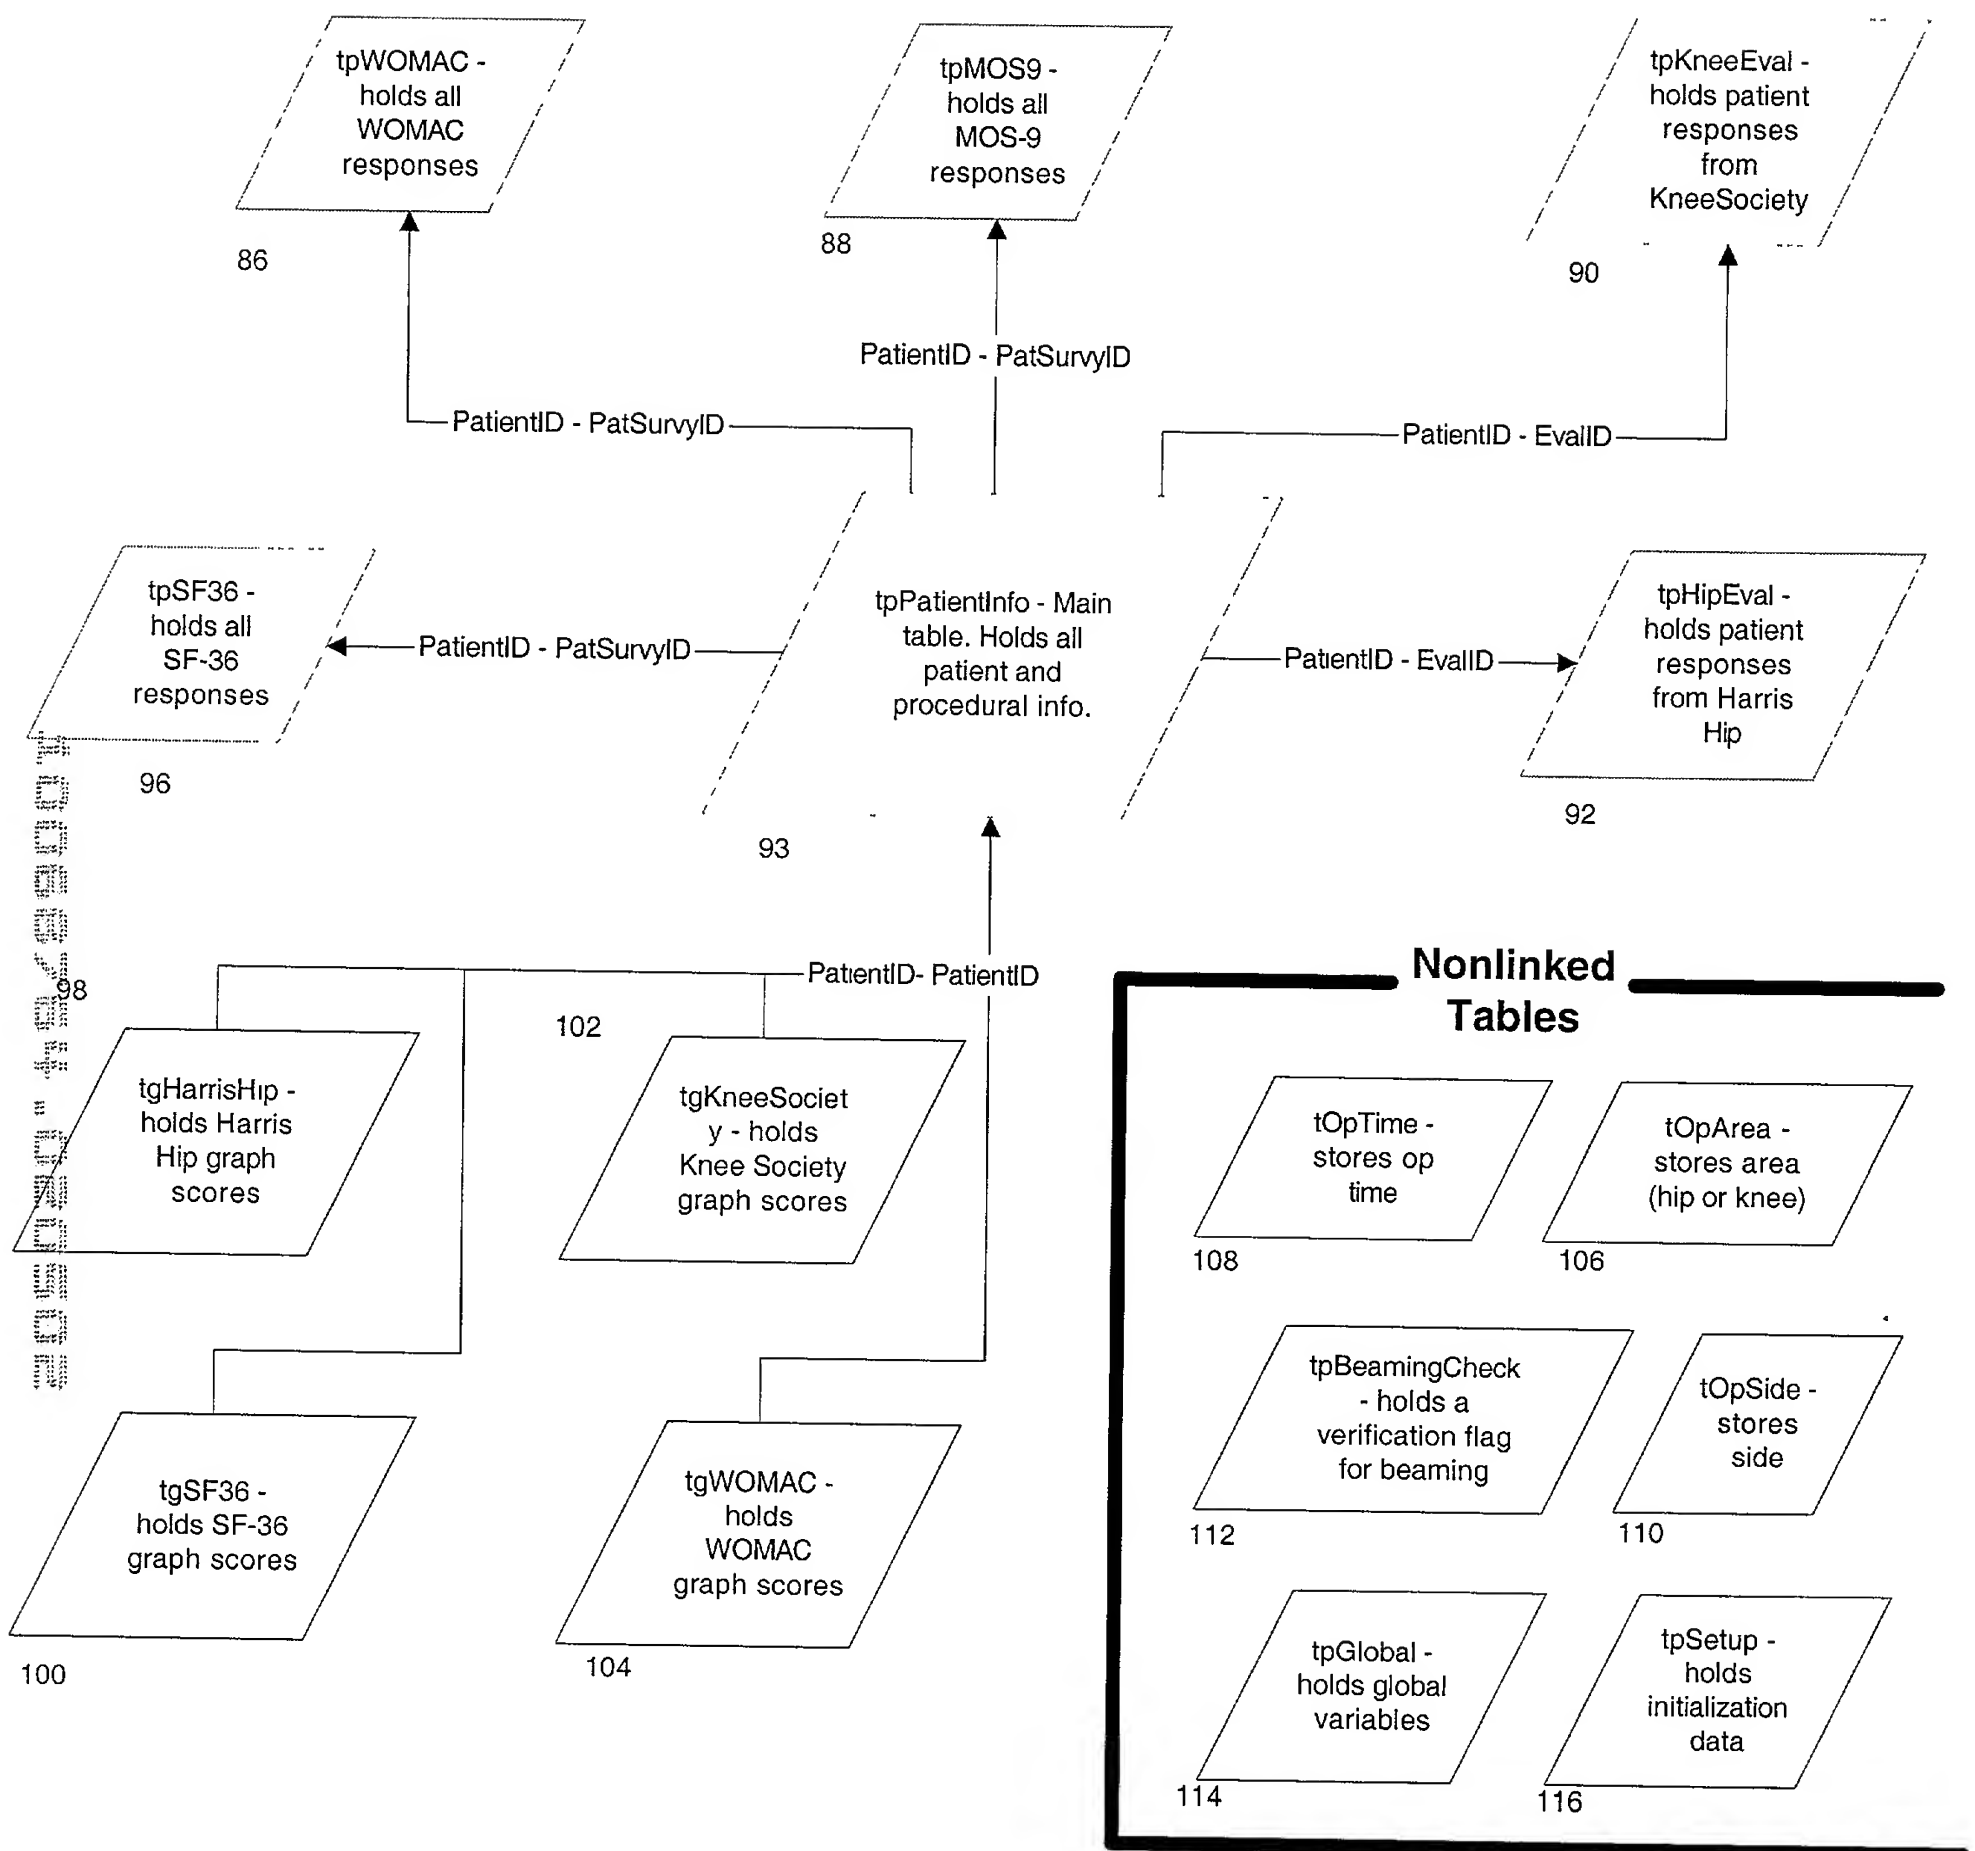 tpWOMAC -
holds all
WOMAC
responses
86
tpMOS9 -
holds all
MOS-9
responses
88
tpKneeEval -
holds patient
responses
from
KneeSociety
90
PatientID - PatSurvyID
PatientID - PatSurvyID
PatientID - EvalID
tpSF36 -
holds all
SF-36
responses
96
PatientID - PatSurvyID
tpPatientInfo - Main
table. Holds all
patient and
procedural info.
93
PatientID - EvalID
tpHipEval -
holds patient
responses
from Harris
Hip
92
PatientID- PatientID
98
tgHarrisHip -
holds Harris
Hip graph
scores
102
tgKneeSociet
y - holds
Knee Society
graph scores
tgSF36 -
holds SF-36
graph scores
100
tgWOMAC -
holds
WOMAC
graph scores
104
Nonlinked
Tables
tOpTime -
stores op
time
108
tOpArea -
stores area
(hip or knee)
106
tpBeamingCheck
- holds a
verification flag
for beaming
112
tOpSide -
stores
side
110
tpGlobal -
holds global
variables
114
tpSetup -
holds
initialization
data
116